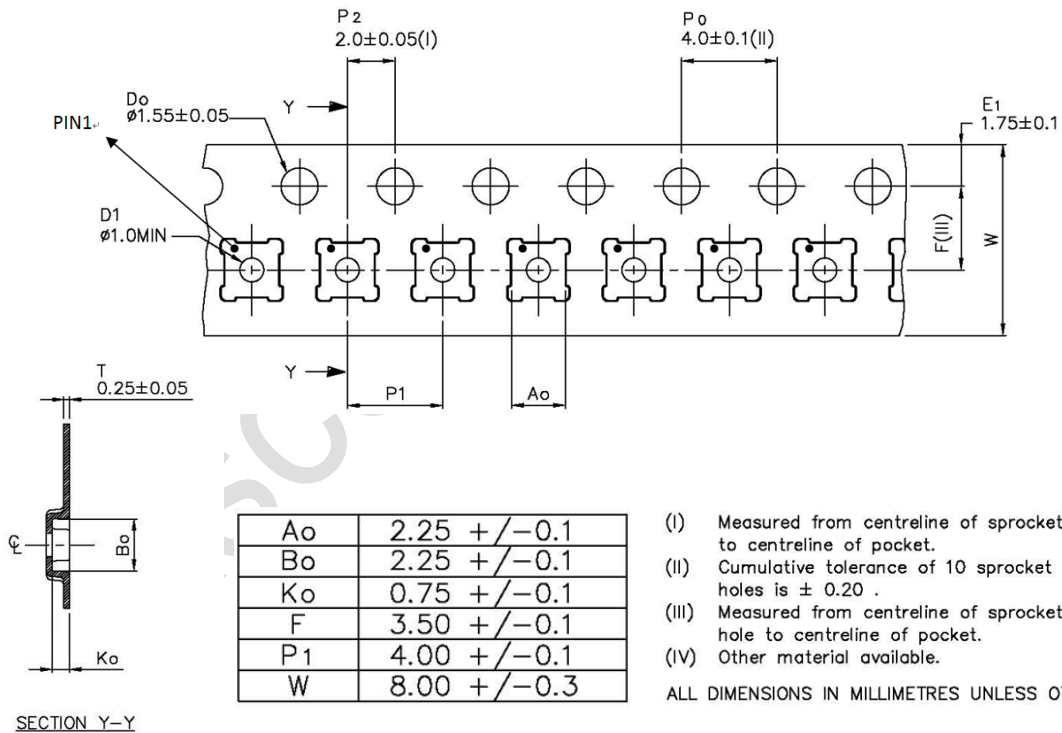 P2
2.0±0.05(I)
Po
4.0±0.1(II)
Do
ø1.55±0.05
Y
E1
1.75±0.1
PIN1
D1
ø1.0MIN
F(III)
W
Y
P1
Ao
T
0.25±0.05
Bo
Ko
SECTION Y-Y
Ao 2.25 +/-0.1
Bo 2.25 +/-0.1
Ko 0.75 +/-0.1
F 3.50 +/-0.1
P1 4.00 +/-0.1
W 8.00 +/-0.3
(I) Measured from centreline of sprocket
to centreline of pocket.
(II) Cumulative tolerance of 10 sprocket
holes is ± 0.20 .
(III) Measured from centreline of sprocket
hole to centreline of pocket.
(IV) Other material available.
ALL DIMENSIONS IN MILLIMETRES UNLESS